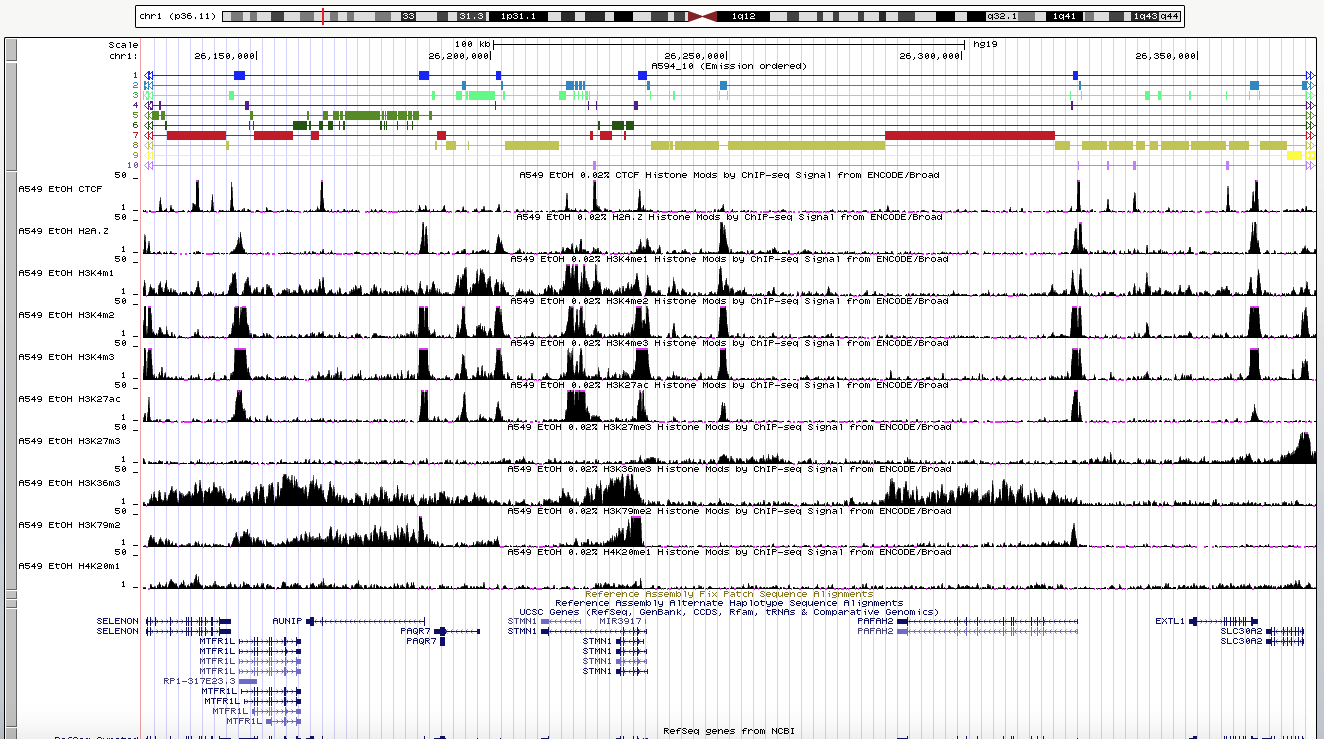 chr1 (p36.11) 33 31.3 1p31.1 1q12 q32.1 1q41 1q43 q44
Scale 100 kb hg19
chr1: 26,150,000 26,200,000 26,250,000 26,300,000 26,350,000
A594_10 (Emission ordered)
1
2
3
4
5
6
7
8
9
10
50 A549 EtOH 0.02% CTCF Histone Mods by ChIP-seq Signal from ENCODE/Broad
A549 EtOH CTCF
1
50 A549 EtOH 0.02% H2A.Z Histone Mods by ChIP-seq Signal from ENCODE/Broad
A549 EtOH H2A.Z
1
50 A549 EtOH 0.02% H3K4me1 Histone Mods by ChIP-seq Signal from ENCODE/Broad
A549 EtOH H3K4m1
1
50 A549 EtOH 0.02% H3K4me2 Histone Mods by ChIP-seq Signal from ENCODE/Broad
A549 EtOH H3K4m2
1
50 A549 EtOH 0.02% H3K4me3 Histone Mods by ChIP-seq Signal from ENCODE/Broad
A549 EtOH H3K4m3
1
50 A549 EtOH 0.02% H3K27ac Histone Mods by ChIP-seq Signal from ENCODE/Broad
A549 EtOH H3K27ac
1
50 A549 EtOH 0.02% H3K27me3 Histone Mods by ChIP-seq Signal from ENCODE/Broad
A549 EtOH H3K27m3
1
50 A549 EtOH 0.02% H3K36me3 Histone Mods by ChIP-seq Signal from ENCODE/Broad
A549 EtOH H3K36m3
1
50 A549 EtOH 0.02% H3K79me2 Histone Mods by ChIP-seq Signal from ENCODE/Broad
A549 EtOH H3K79m2
1
50 A549 EtOH 0.02% H4K20me1 Histone Mods by ChIP-seq Signal from ENCODE/Broad
A549 EtOH H4K20m1
1
Reference Assembly Fix Patch Sequence Alignments
Reference Assembly Alternate Haplotype Sequence Alignments
UCSC Genes (RefSeq, GenBank, CCDS, Rfam, tRNAs & Comparative Genomics)
SELENON AUNIP STMN1 MIR3917 PAFAH2 EXTL1
SELENON PAQR7 STMN1 PAFAH2 SLC30A2
MTFR1L PAQR7 STMN1 SLC30A2
MTFR1L STMN1
MTFR1L STMN1
MTFR1L STMN1
RP1-317E23.3
MTFR1L
MTFR1L
MTFR1L
MTFR1L
RefSeq genes from NCBI